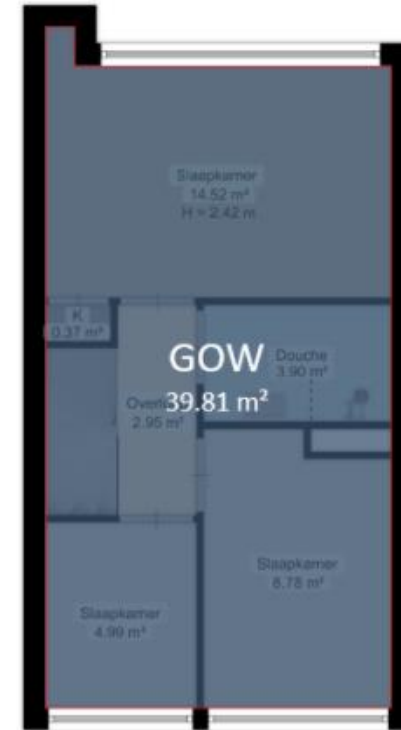 Slaapkamer
14.52 m²
H = 2.42 m
K
0.37 m²
GOW
39.81 m²
Douche
3.90 m²
2.95 m²
Slaapkamer
8.78 m²
Slaapkamer
4.99 m²